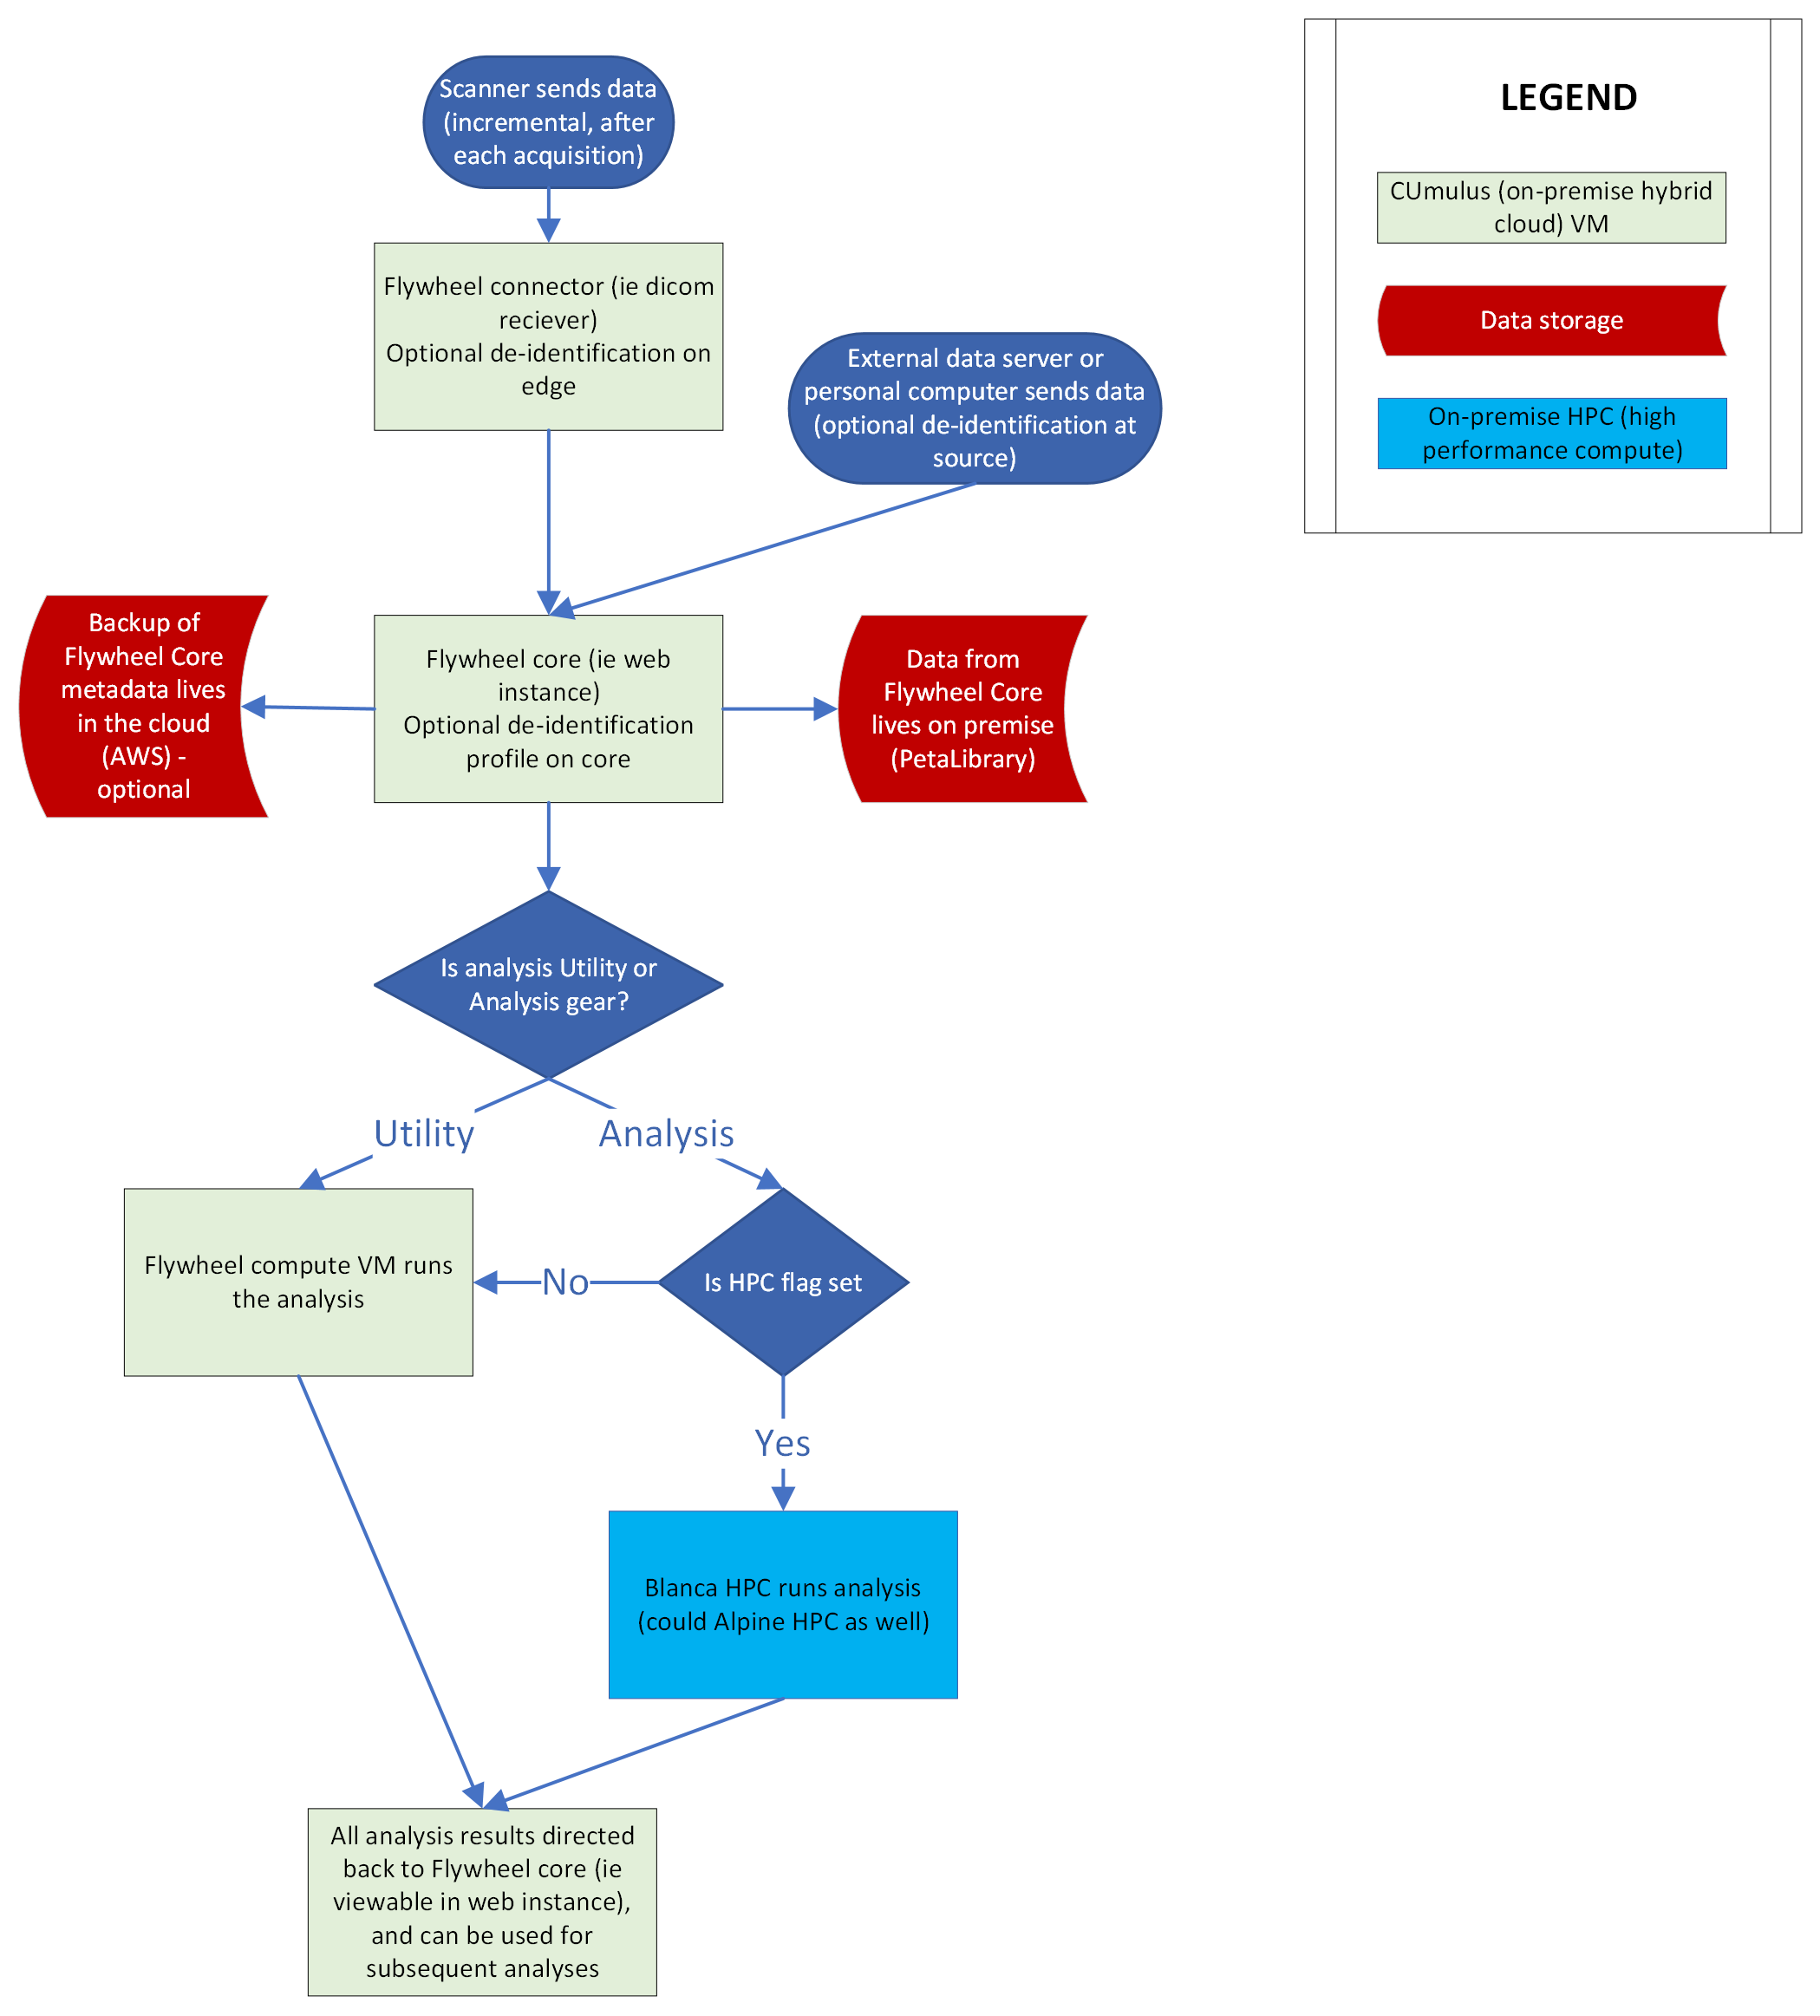 Scanner sends data
(incremental, after
each acquisition)
LEGEND
CUmulus (on-premise hybrid
cloud) VM
Data storage
On-premise HPC (high
performance compute)
Flywheel connector (ie dicom
reciever)
Optional de-identification on
edge
External data server or
personal computer sends data
(optional de-identification at
source)
Backup of
Flywheel Core
metadata lives
in the cloud
(AWS) -
optional
Flywheel core (ie web
instance)
Optional de-identification
profile on core
Data from
Flywheel Core
lives on premise
(PetaLibrary)
Is analysis Utility or
Analysis gear?
Utility
Analysis
Flywheel compute VM runs
the analysis
No
Is HPC flag set
Yes
Blanca HPC runs analysis
(could Alpine HPC as well)
All analysis results directed
back to Flywheel core (ie
viewable in web instance),
and can be used for
subsequent analyses